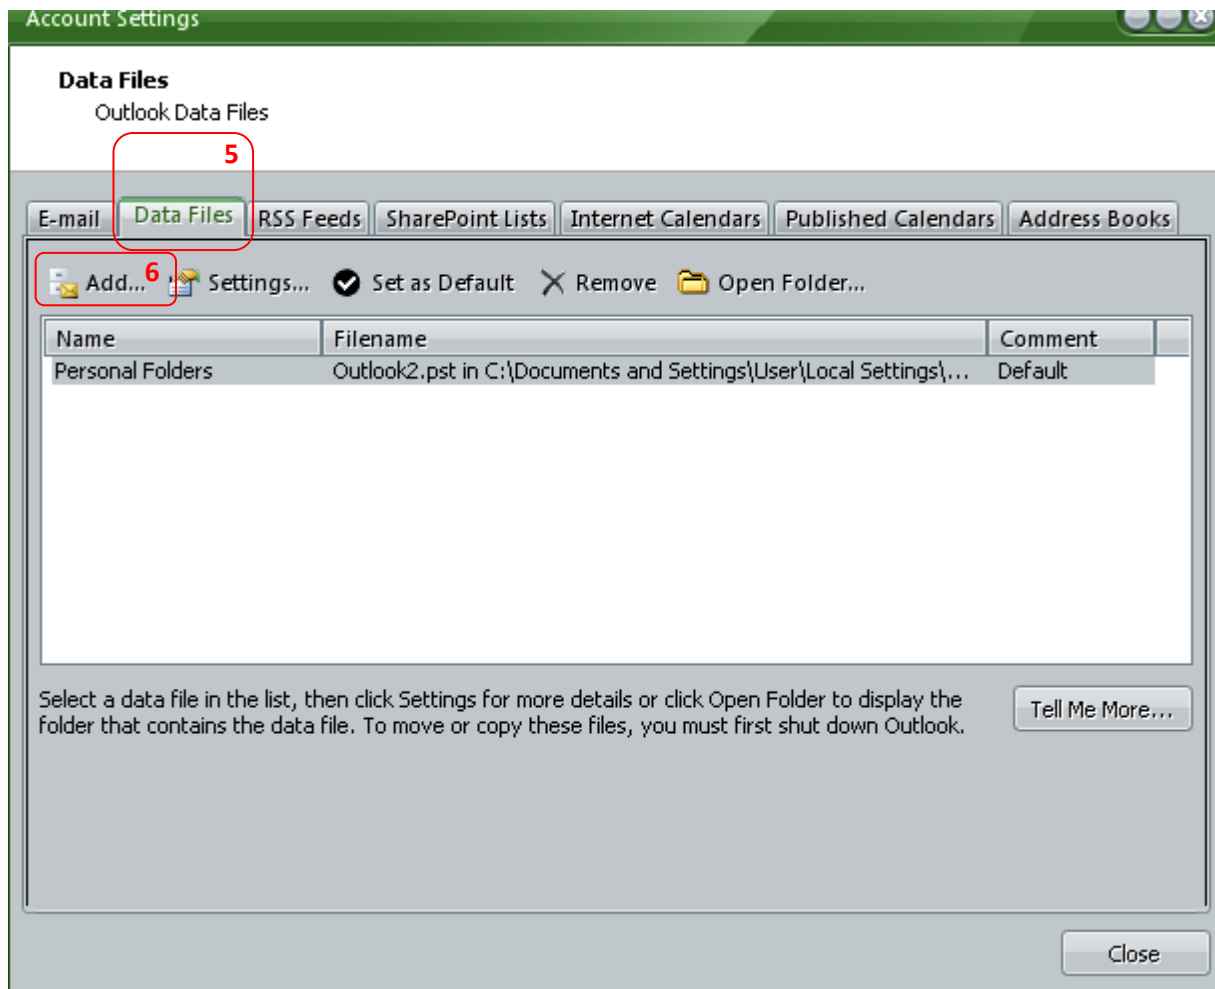 Account Settings
Data Files
Outlook Data Files
5
E-mail Data Files RSS Feeds SharePoint Lists Internet Calendars Published Calendars Address Books
Add... 6 Settings... Set as Default Remove Open Folder...
Name Filename Comment
Personal Folders Outlook2.pst in C:\Documents and Settings\User\Local Settings\... Default
Select a data file in the list, then click Settings for more details or click Open Folder to display the
folder that contains the data file. To move or copy these files, you must first shut down Outlook.
Tell Me More...
Close